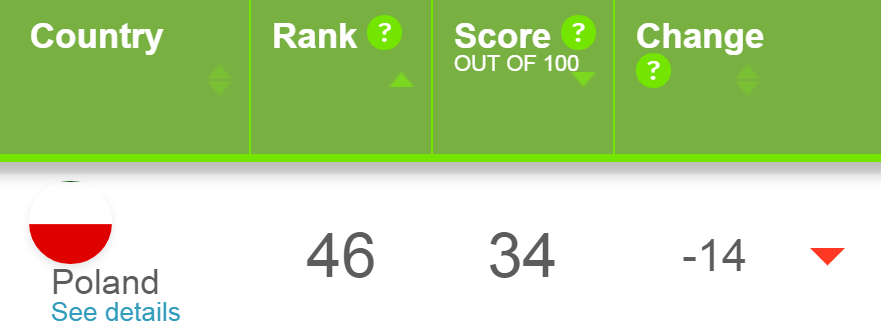 Country
Rank ?
Score ?
OUT OF 100
Change
?
Poland
See details
46
34
-14